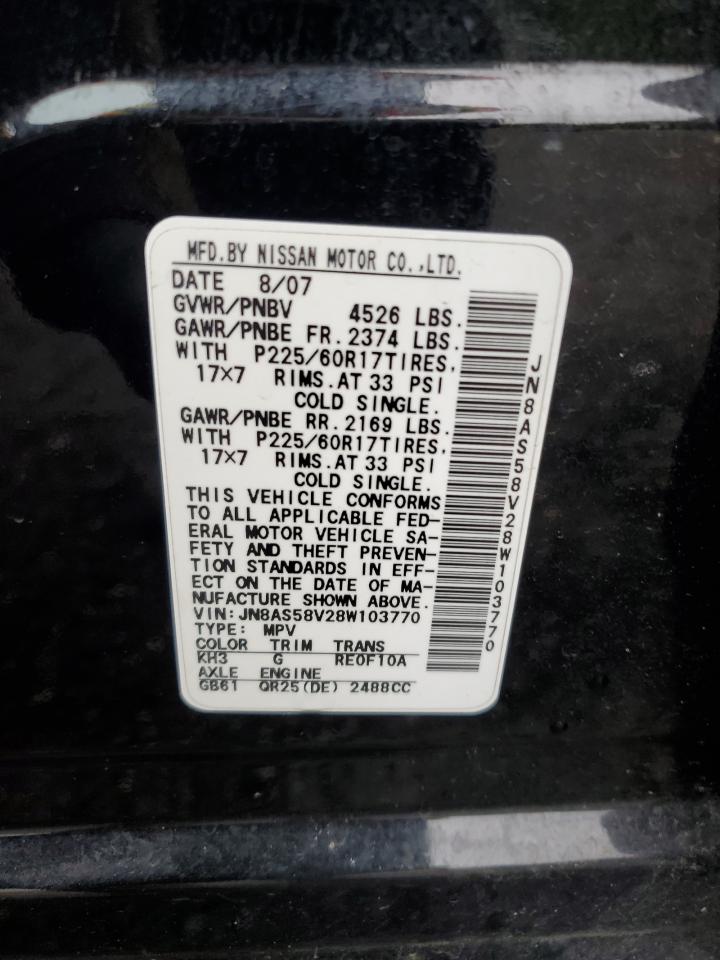 MFD.BY NISSAN MOTOR CO.,LTD.
DATE 8/07
GVWR/PNBV 4526 LBS.
GAWR/PNBE FR.2374 LBS.
WITH P225/60R17TIRES,
17×7 RIMS.AT 33 PSI
COLD SINGLE.
GAWR/PNBE RR.2169 LBS.
WITH P225/60R17TIRES,
17×7 RIMS.AT 33 PSI
COLD SINGLE.
THIS VEHICLE CONFORMS
TO ALL APPLICABLE FED-
ERAL MOTOR VEHICLE SA-
FETY AND THEFT PREVEN-
TION STANDARDS IN EFF-
ECT ON THE DATE OF MA-
NUFACTURE SHOWN ABOVE.
VIN:JN8AS58V28W103770
TYPE: MPV
COLOR TRIM TRANS
KH3 G RE0F10A
AXLE ENGINE
GB61 QR25(DE) 2488CC
JN8AS58V28W103770